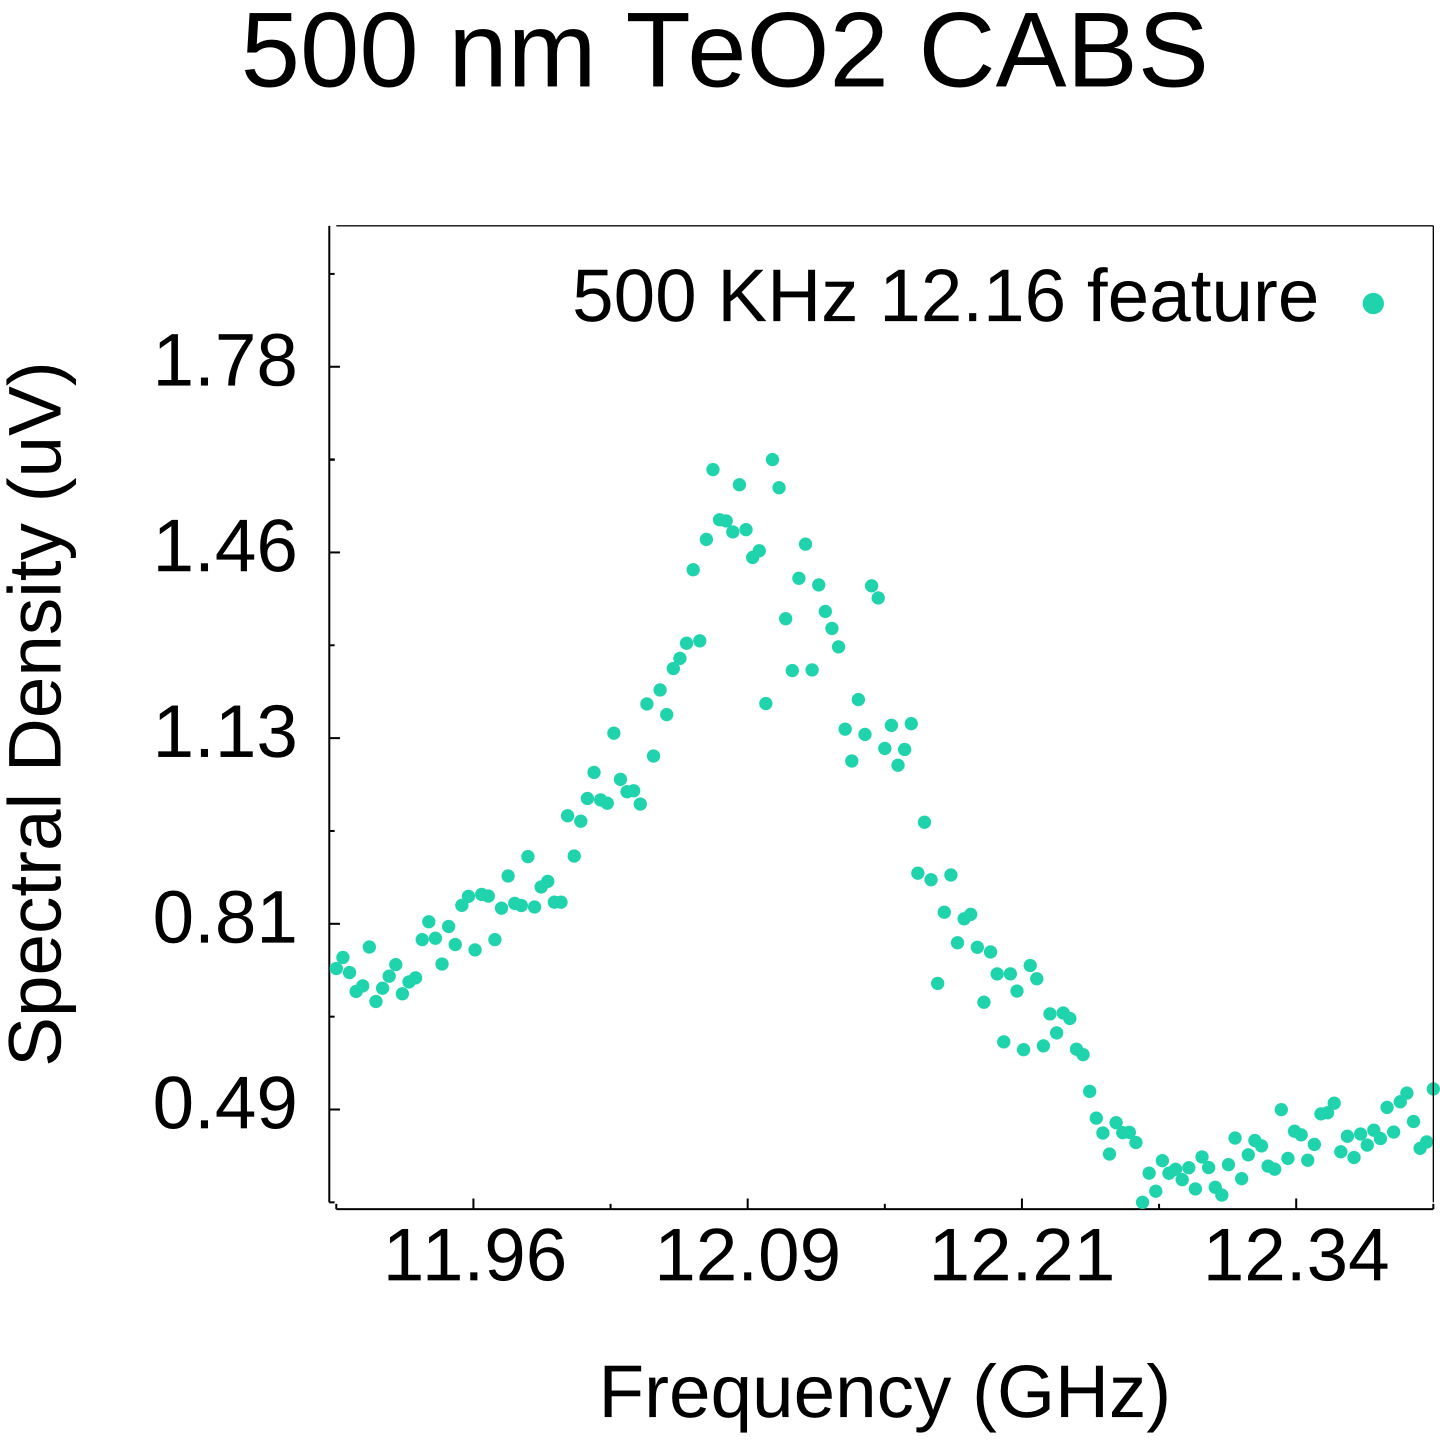 500 nm TeO2 CABS
500 KHz 12.16 feature
Spectral Density (uV)
1.78
1.46
1.13
0.81
0.49
11.96 12.09 12.21 12.34
Frequency (GHz)